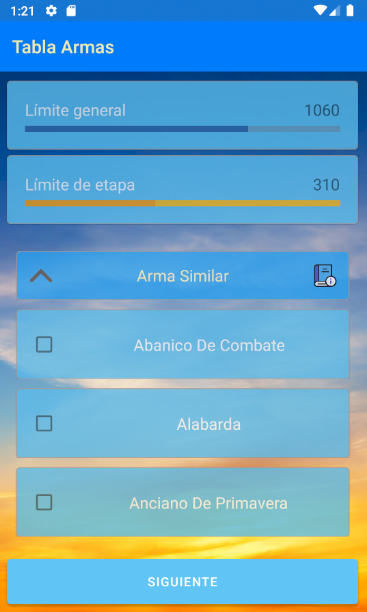 1:21
Tabla Armas
Límite general 1060
Límite de etapa 310
Arma Similar
Abanico De Combate
Alabarda
Anciano De Primavera
SIGUIENTE